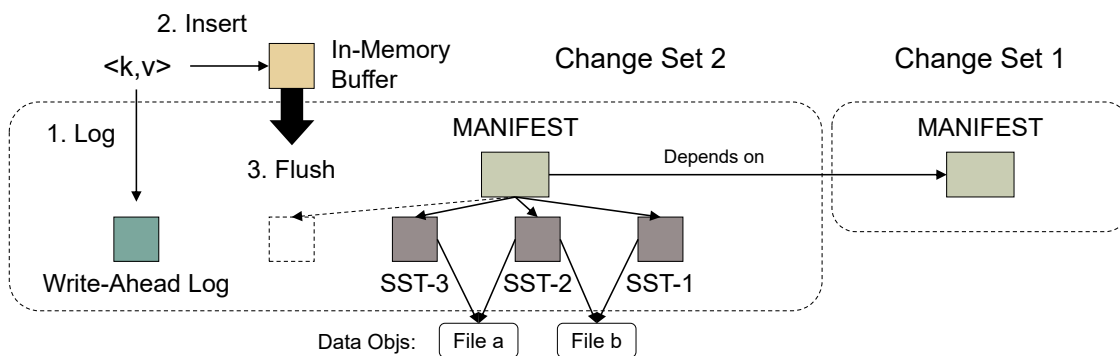 2. Insert
<k,v>
In-Memory
Buffer
Change Set 2
Change Set 1
1. Log
MANIFEST
MANIFEST
Depends on
3. Flush
Write-Ahead Log
SST-3
SST-2
SST-1
Data Objs:
File a
File b